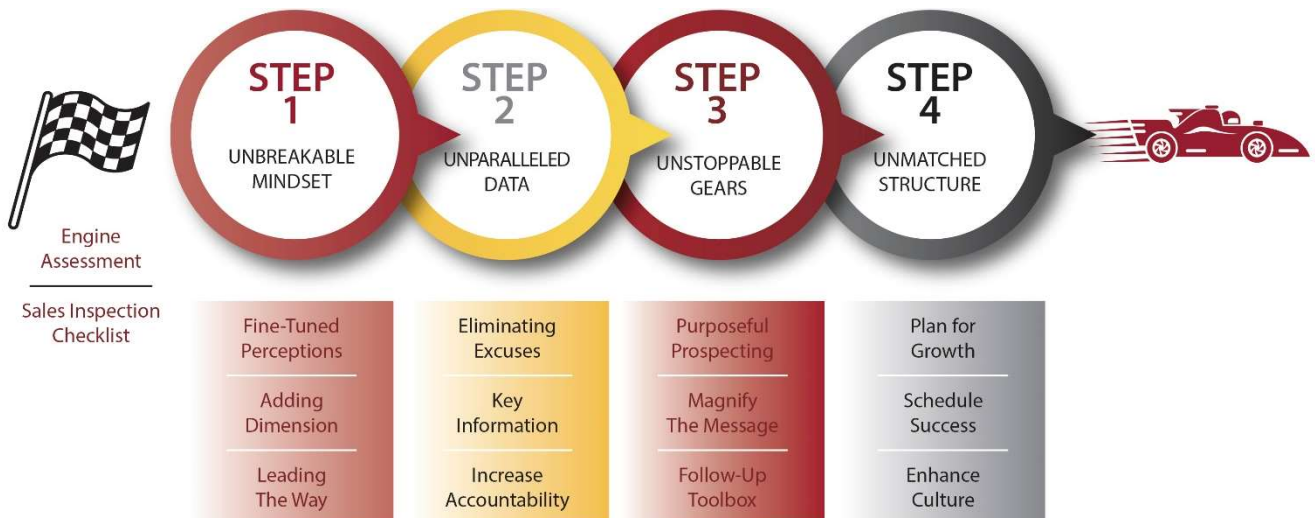 STEP
1
UNBREAKABLE
MINDSET
STEP
2
UNPARALLELED
DATA
STEP
3
UNSTOPPABLE
GEARS
STEP
4
UNMATCHED
STRUCTURE
Engine
Assessment
Sales Inspection
Checklist
Fine-Tuned
Perceptions
Adding
Dimension
Leading
The Way
Eliminating
Excuses
Key
Information
Increase
Accountability
Purposeful
Prospecting
Magnify
The Message
Follow-Up
Toolbox
Plan for
Growth
Schedule
Success
Enhance
Culture